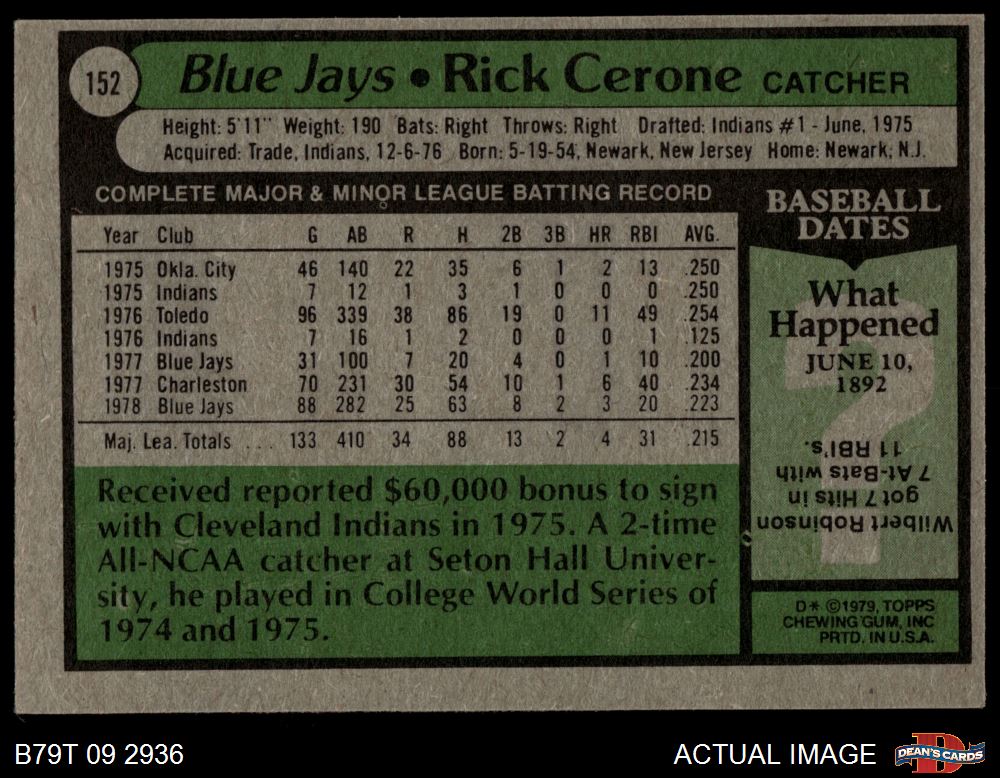 152 Blue Jays • Rick Cerone CATCHER
Height: 5'11" Weight: 190 Bats: Right Throws: Right Drafted: Indians #1 - June, 1975
Acquired: Trade, Indians, 12-6-76 Born: 5-19-54, Newark, New Jersey Home: Newark, N.J.
COMPLETE MAJOR & MINOR LEAGUE BATTING RECORD
Year Club G AB R H 2B 3B HR RBI AVG.
1975 Okla. City 46 140 22 35 6 1 2 13 .250
1975 Indians 7 12 1 3 1 0 0 0 .250
1976 Toledo 96 339 38 86 19 0 11 49 .254
1976 Indians 7 16 1 2 0 0 0 1 .125
1977 Blue Jays 31 100 7 20 4 0 1 10 .200
1977 Charleston 70 231 30 54 10 1 6 40 .234
1978 Blue Jays 88 282 25 63 8 2 3 20 .223
Maj. Lea. Totals . . . 133 410 34 88 13 2 4 31 .215
Received reported $60,000 bonus to sign
with Cleveland Indians in 1975. A 2-time
All-NCAA catcher at Seton Hall Univer-
sity, he played in College World Series of
1974 and 1975.
BASEBALL
DATES
What
Happened
JUNE 10,
1892
?
Wilbert Robinson
got 7 Hits in
7 At-Bats with
11 RBI's.
D* ©1979, TOPPS
CHEWING GUM, INC
PRTD. IN U.S.A.
B79T 09 2936
ACTUAL IMAGE
DEAN'S CARDS